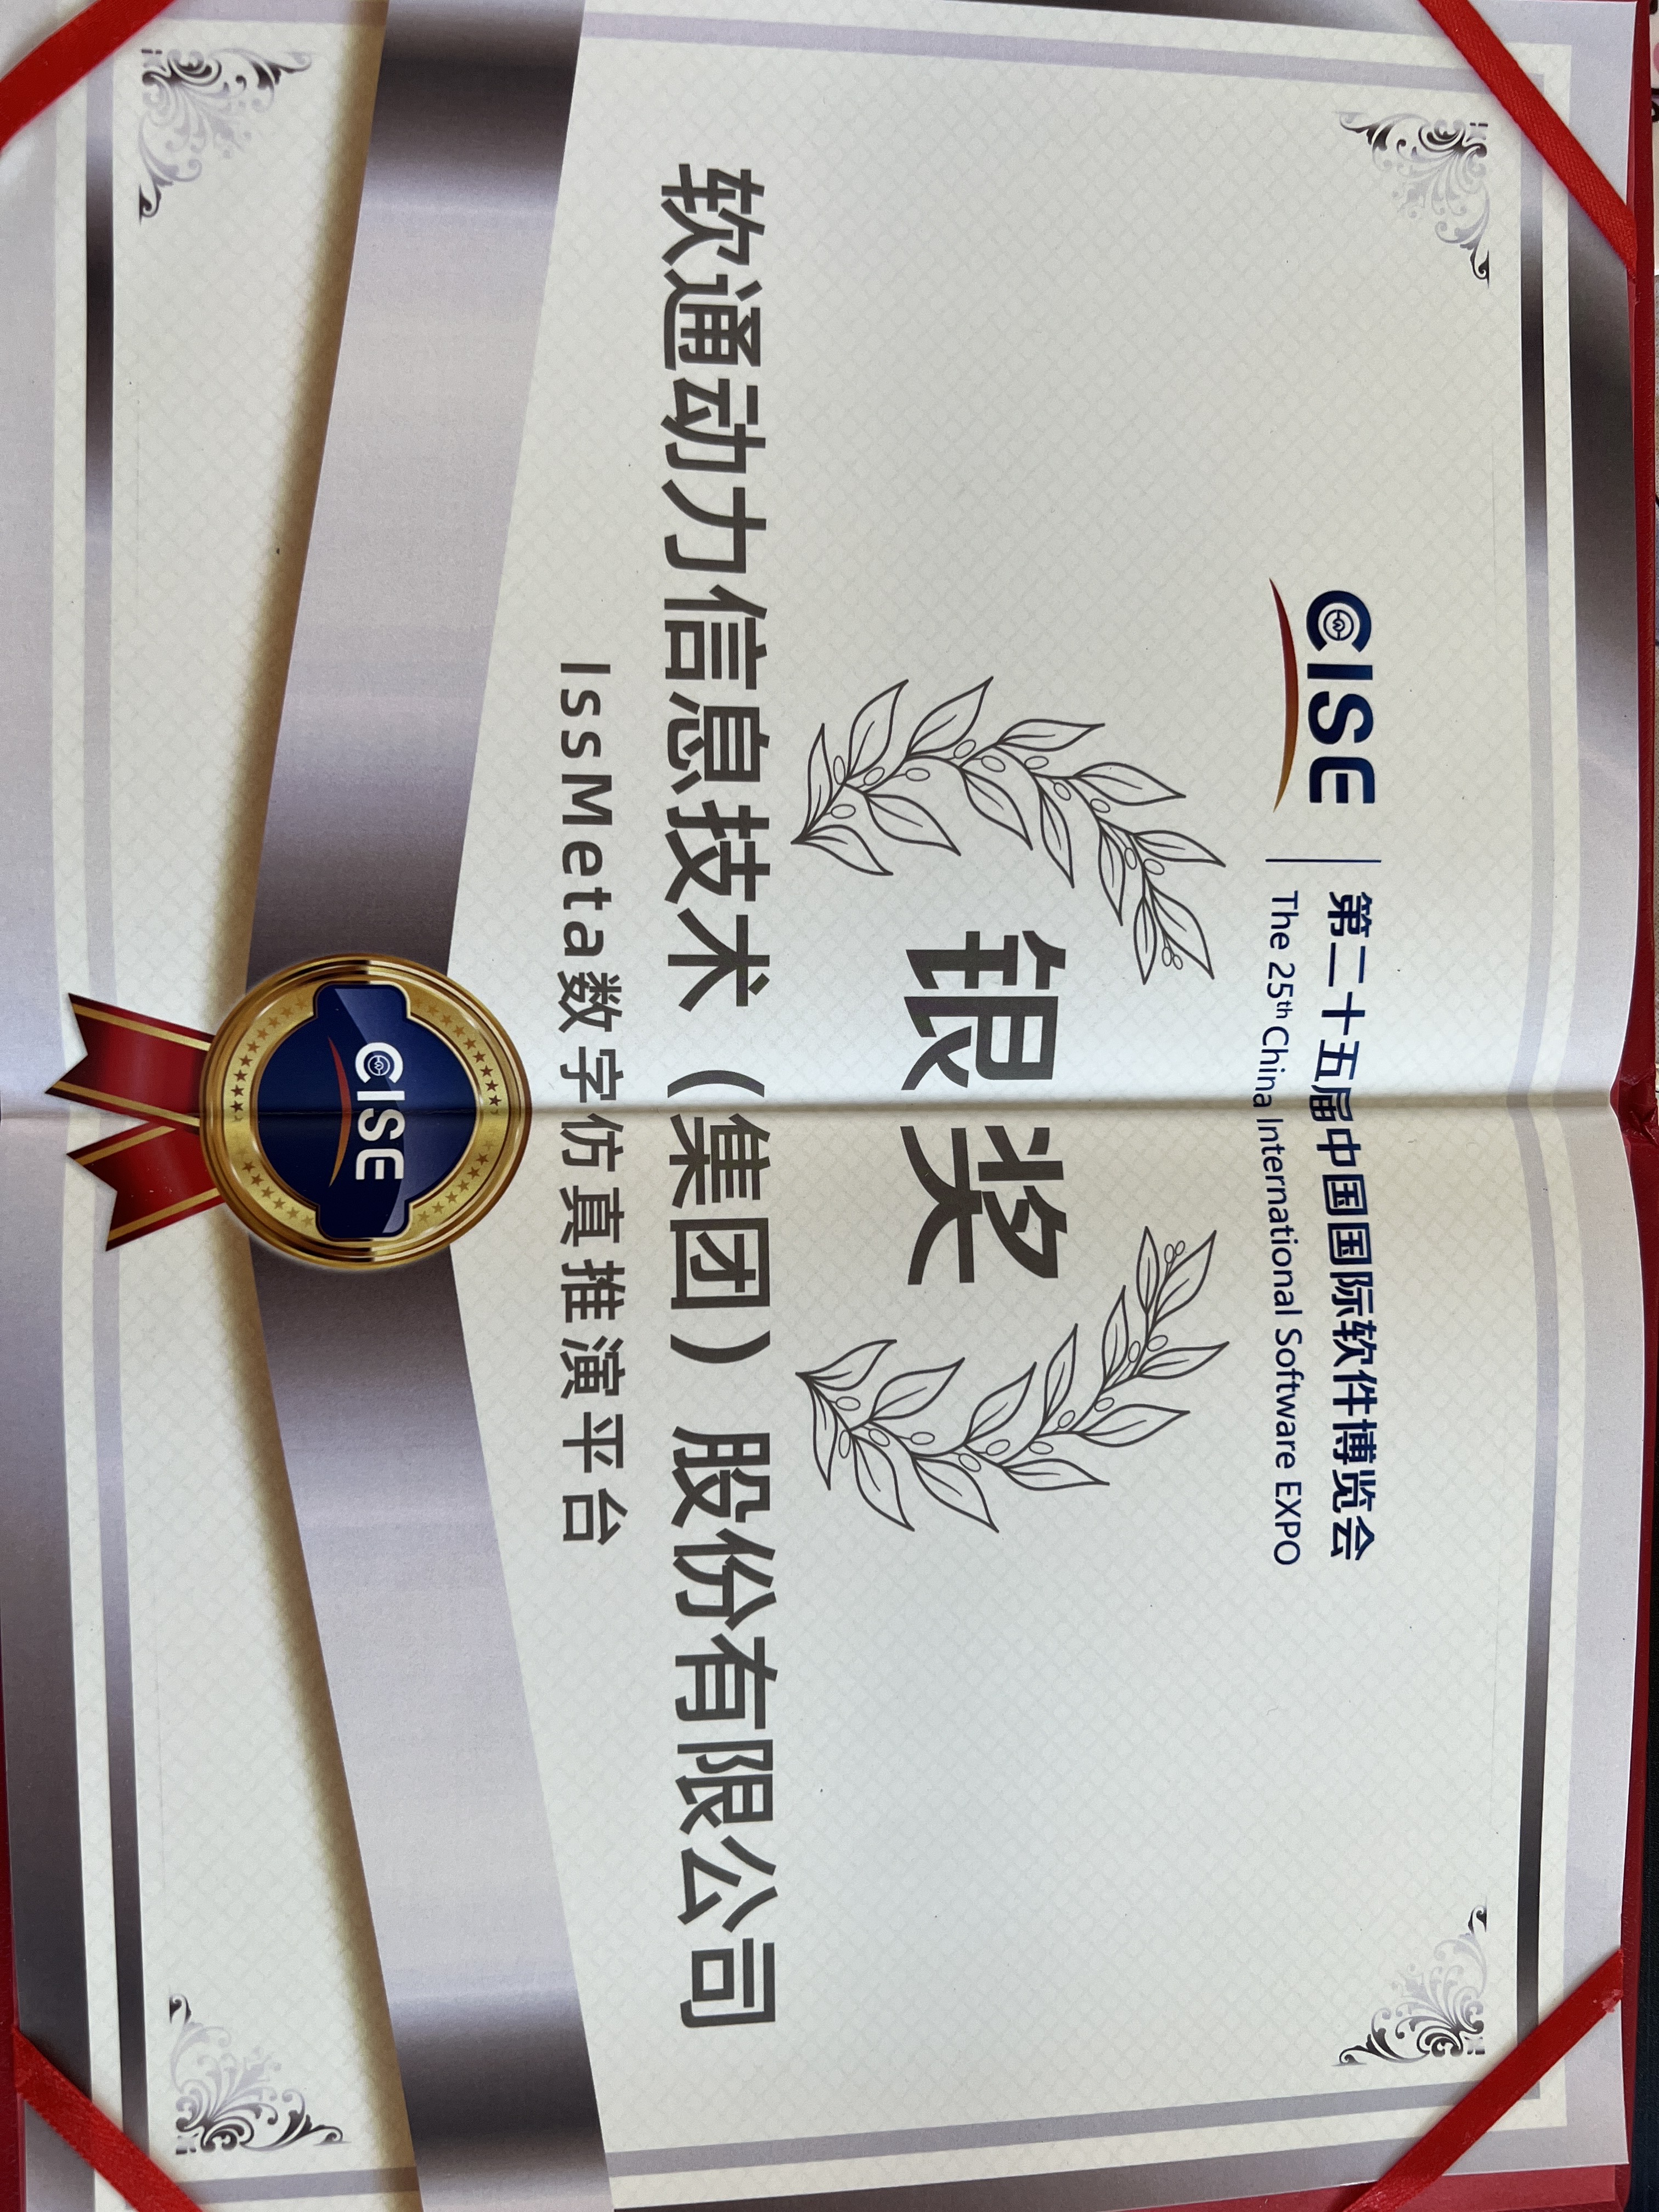 CISE
第二十五届中国国际软件博览会
The 25th China International Software EXPO
银奖
软通动力信息技术（集团）股份有限公司
IssMeta数字仿真推演平台
CISE